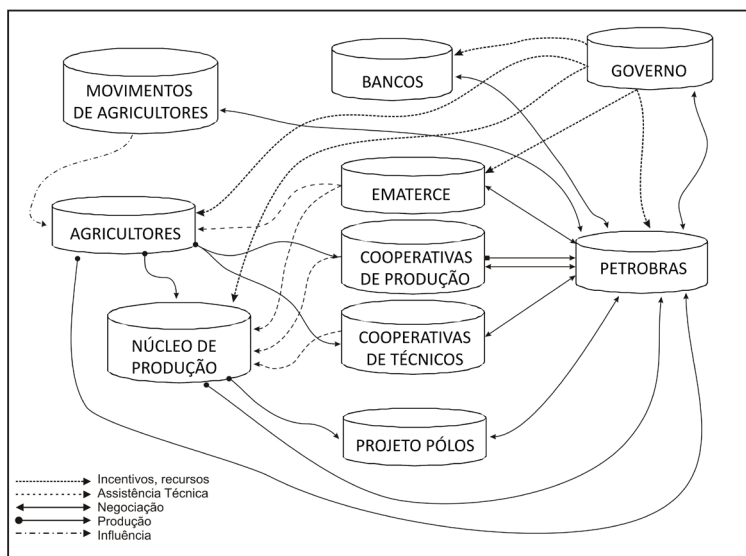 MOVIMENTOS
DE AGRICULTORES
BANCOS
GOVERNO
EMATERCE
AGRICULTORES
COOPERATIVAS
DE PRODUÇÃO
PETROBRAS
NÚCLEO DE
PRODUÇÃO
COOPERATIVAS
DE TÉCNICOS
PROJETO PÓLOS
Incentivos, recursos
Assistência Técnica
Negociação
Produção
Influência